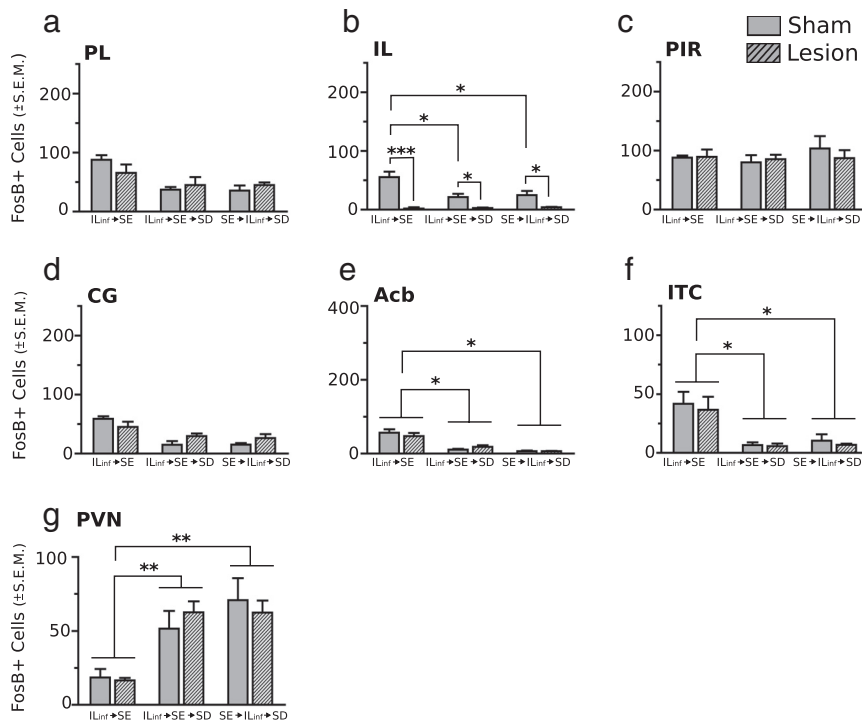 a
PL
FosB+ Cells (±S.E.M.)
200
100
0
ILinf→SE ILinf→SE→SD SE→ILinf→SD
b
IL
200
100
0
***
*
*
*
*
ILinf→SE ILinf→SE→SD SE→ILinf→SD
c
PIR
Sham
Lesion
200
100
0
ILinf→SE ILinf→SE→SD SE→ILinf→SD
d
CG
FosB+ Cells (±S.E.M.)
200
100
0
ILinf→SE ILinf→SE→SD SE→ILinf→SD
e
Acb
400
200
0
*
*
ILinf→SE ILinf→SE→SD SE→ILinf→SD
f
ITC
100
50
0
*
*
ILinf→SE ILinf→SE→SD SE→ILinf→SD
g
PVN
FosB+ Cells (±S.E.M.)
100
50
0
**
**
ILinf→SE ILinf→SE→SD SE→ILinf→SD